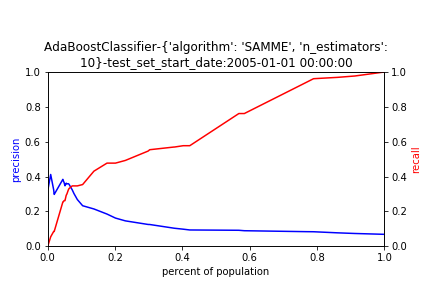 AdaBoostClassifier-{'algorithm': 'SAMME', 'n_estimators':
10}-test_set_start_date:2005-01-01 00:00:00
1.0
0.8
0.6
0.4
0.2
0.0
precision
1.0
0.8
0.6
0.4
0.2
0.0
recall
0.0 0.2 0.4 0.6 0.8 1.0
percent of population